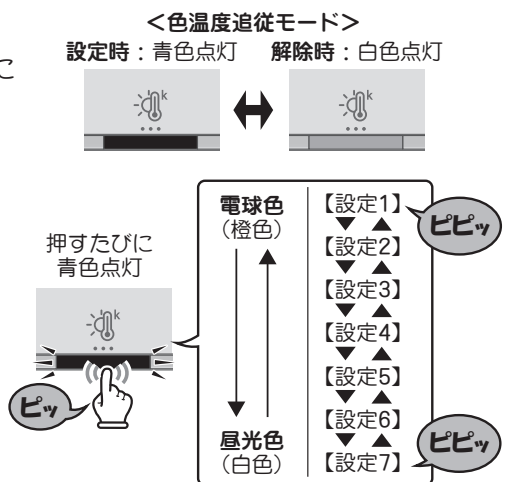 ＜色温度追従モード＞
設定時：青色点灯　解除時：白色点灯
に
k
k
押すたびに
青色点灯
k
ピッ
電球色
（橙色）
昼光色
（白色）
【設定1】
▼ ▲
【設定2】
▼ ▲
【設定3】
▼ ▲
【設定4】
▼ ▲
【設定5】
▼ ▲
【設定6】
▼ ▲
【設定7】
ピピッ
ピピッ